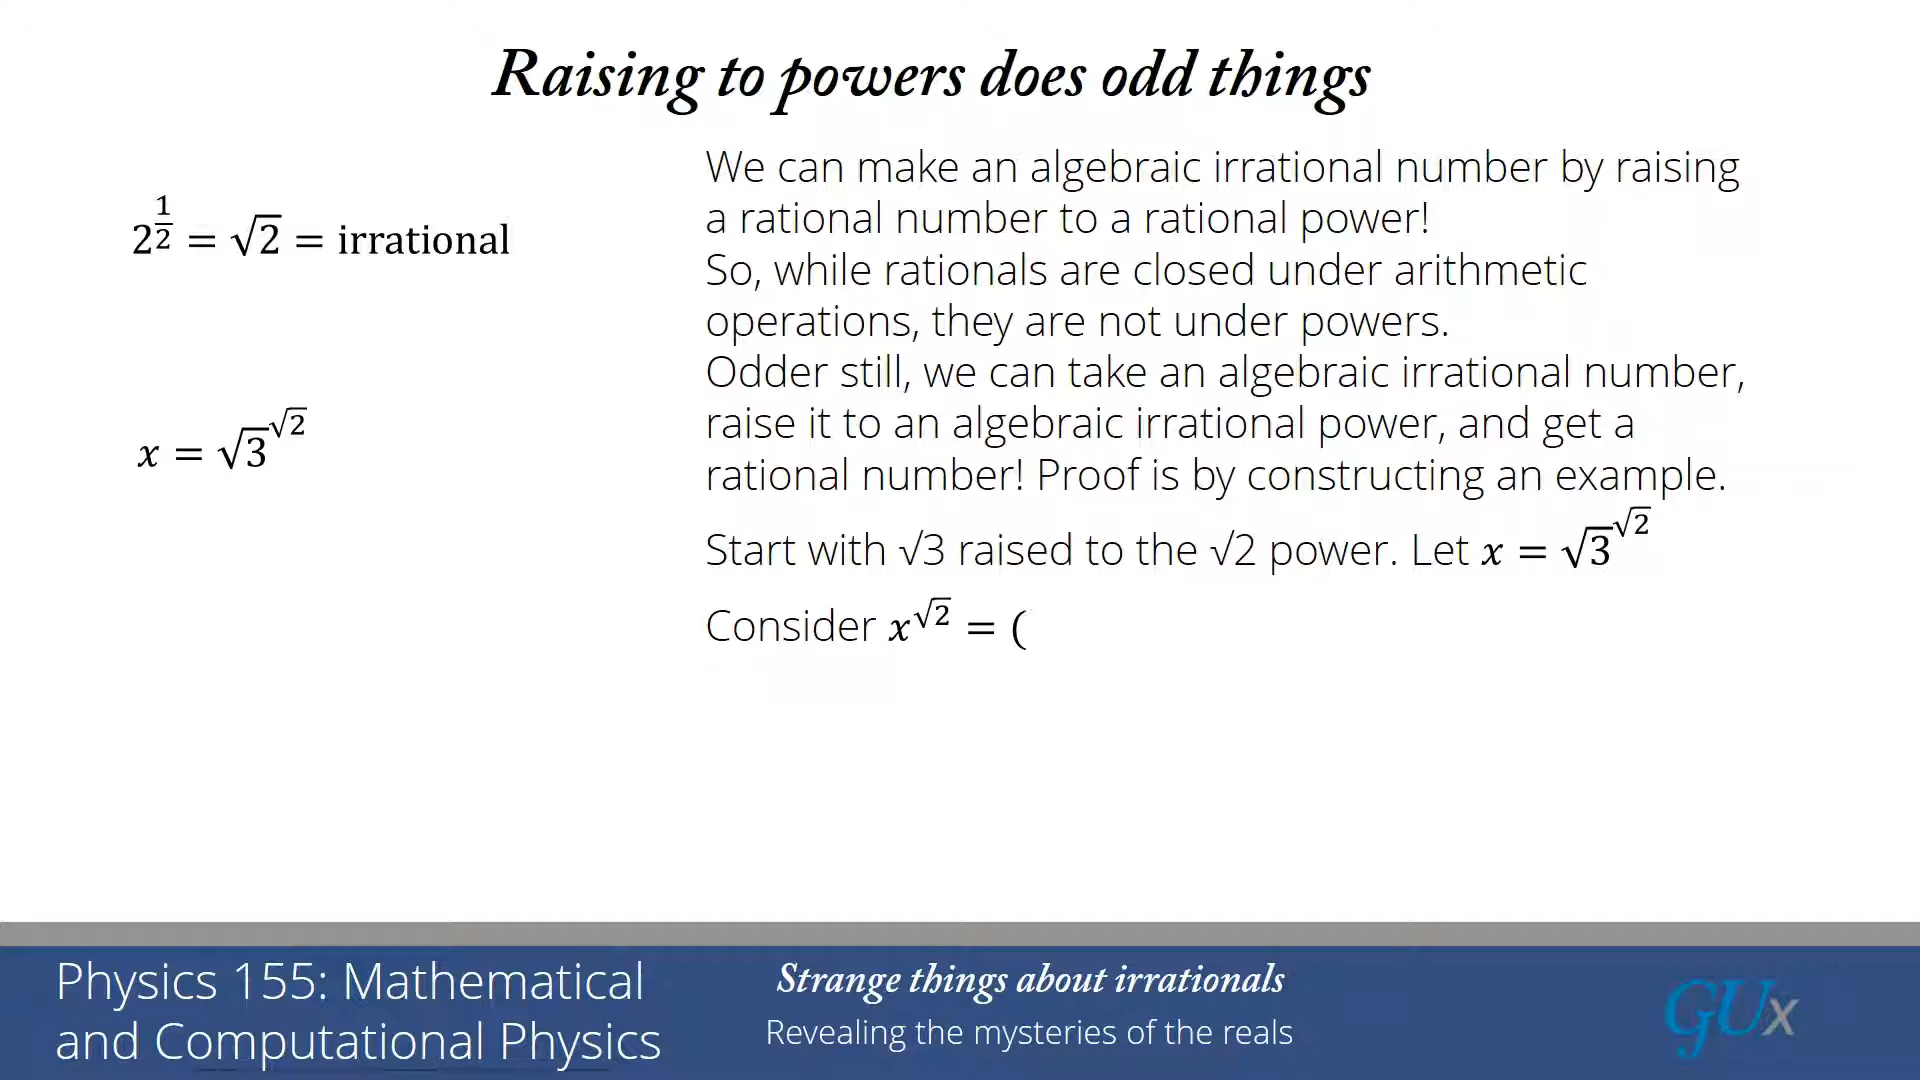 Raising to powers does odd things
2^{1/2} = √2 = irrational
x = √3^{√2}
We can make an algebraic irrational number by raising
a rational number to a rational power!
So, while rationals are closed under arithmetic
operations, they are not under powers.
Odder still, we can take an algebraic irrational number,
raise it to an algebraic irrational power, and get a
rational number! Proof is by constructing an example.
Start with √3 raised to the √2 power. Let x = √3^{√2}
Consider x^{√2} = (
Physics 155: Mathematical
and Computational Physics
Strange things about irrationals
Revealing the mysteries of the reals
GUx